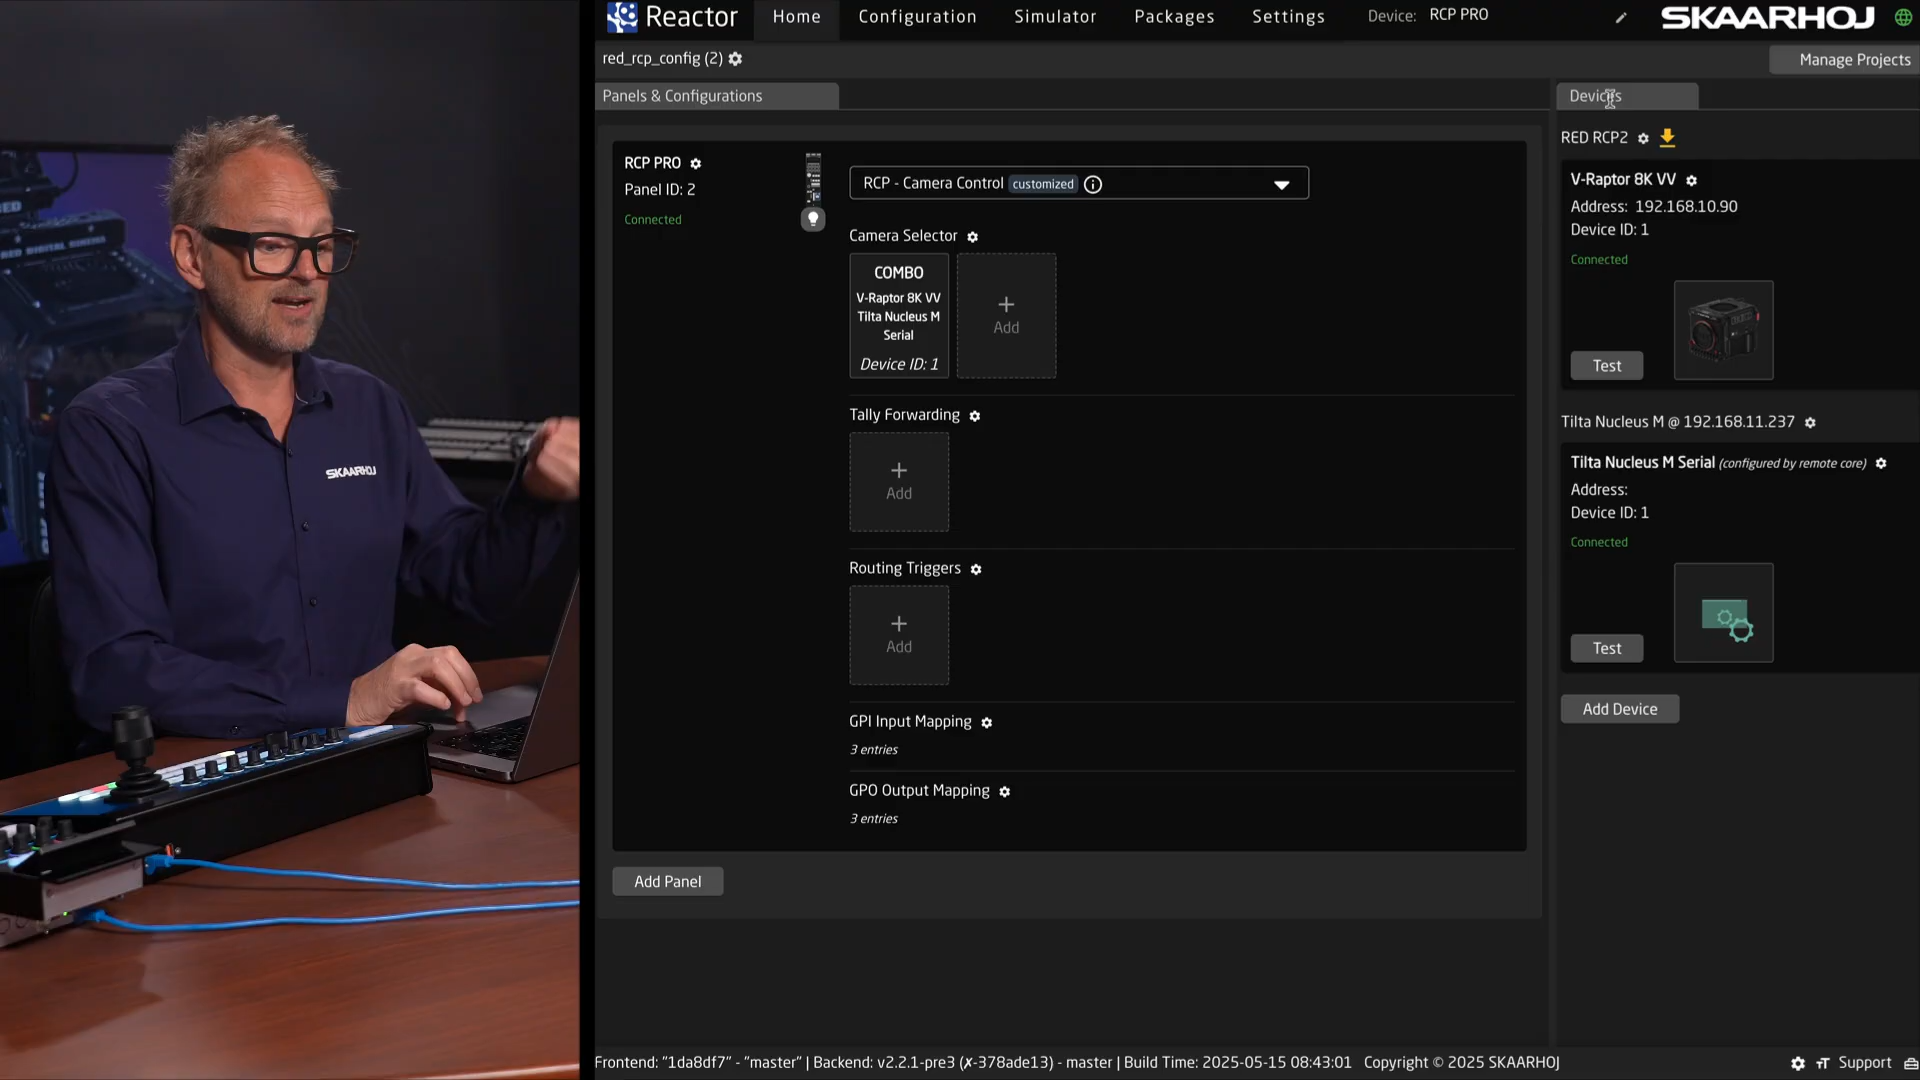 Reactor
Home
Configuration
Simulator
Packages
Settings
Device: RCP PRO
SKAARHOJ
red_rcp_config (2)
Manage Projects
Panels & Configurations
Devices
RCP PRO
Panel ID: 2
Connected
RCP - Camera Control customized
Camera Selector
COMBO
V-Raptor 8K VV
Tilta Nucleus M
Serial
Device ID: 1
+
Add
Tally Forwarding
+
Add
Routing Triggers
+
Add
GPI Input Mapping
3 entries
GPO Output Mapping
3 entries
Add Panel
RED RCP2
V-Raptor 8K VV
Address: 192.168.10.90
Device ID: 1
Connected
Test
Tilta Nucleus M @ 192.168.11.237
Tilta Nucleus M Serial (configured by remote core)
Address:
Device ID: 1
Connected
Test
Add Device
RED DIGITAL CINEMA
SKAARHOJ
Frontend: "1da8df7" - "master" | Backend: v2.2.1-pre3 (✗-378ade13) - master | Build Time: 2025-05-15 08:43:01 Copyright © 2025 SKAARHOJ
Support